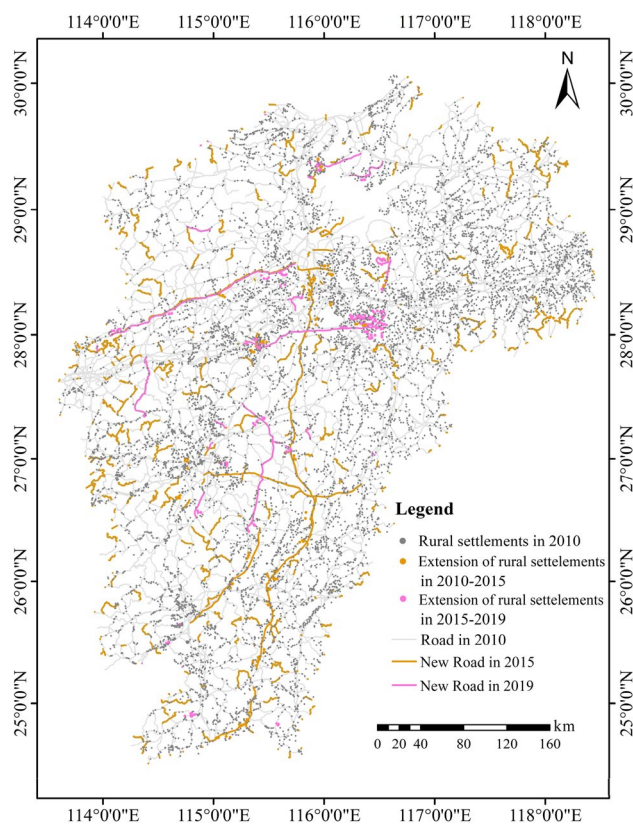 114°0'0"E 115°0'0"E 116°0'0"E 117°0'0"E 118°0'0"E
N
30°0'0"N 30°0'0"N
29°0'0"N 29°0'0"N
28°0'0"N 28°0'0"N
27°0'0"N 27°0'0"N
26°0'0"N 26°0'0"N
25°0'0"N 25°0'0"N
Legend
Rural settlements in 2010
Extension of rural settelements
in 2010-2015
Extension of rural settelements
in 2015-2019
Road in 2010
New Road in 2015
New Road in 2019
km
0 20 40 80 120 160
114°0'0"E 115°0'0"E 116°0'0"E 117°0'0"E 118°0'0"E